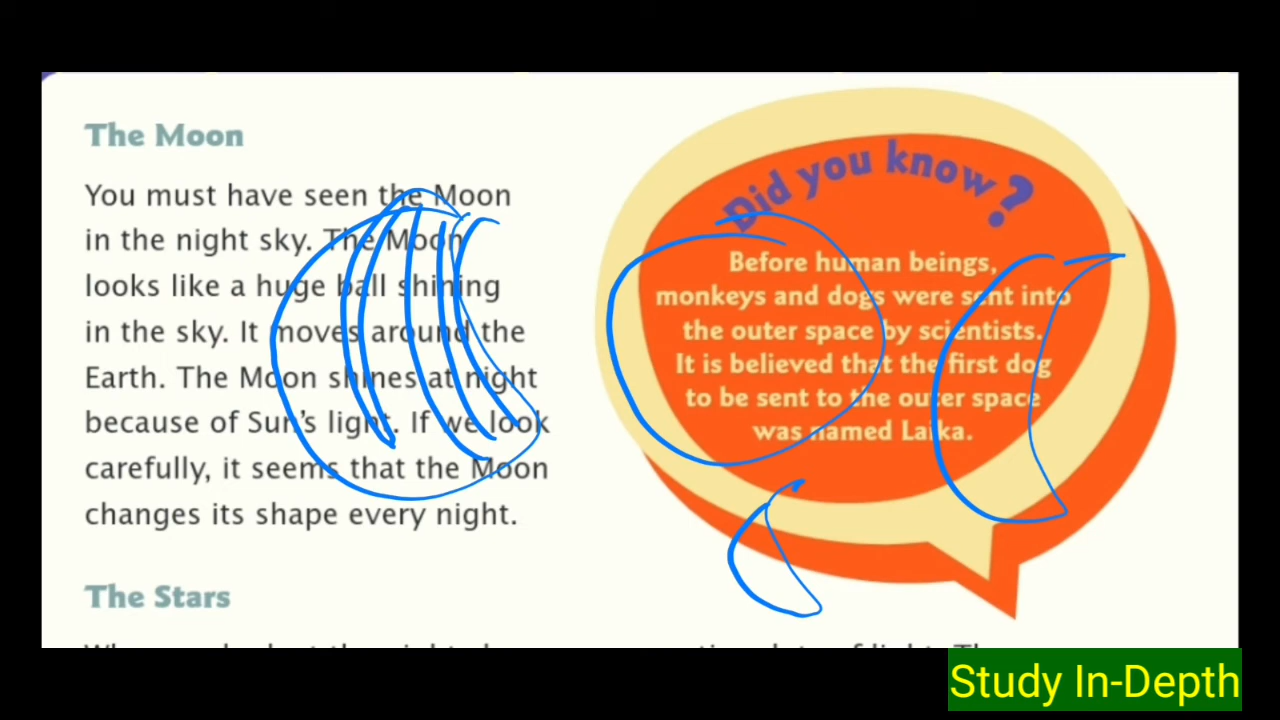 The Moon
You must have seen the Moon
in the night sky. The Moon
looks like a huge ball shining
in the sky. It moves around the
Earth. The Moon shines at night
because of Sun's light. If we look
carefully, it seems that the Moon
changes its shape every night.
The Stars
Did you know?
Before human beings,
monkeys and dogs were sent into
the outer space by scientists.
It is believed that the first dog
to be sent to the outer space
was named Laika.
Study In-Depth